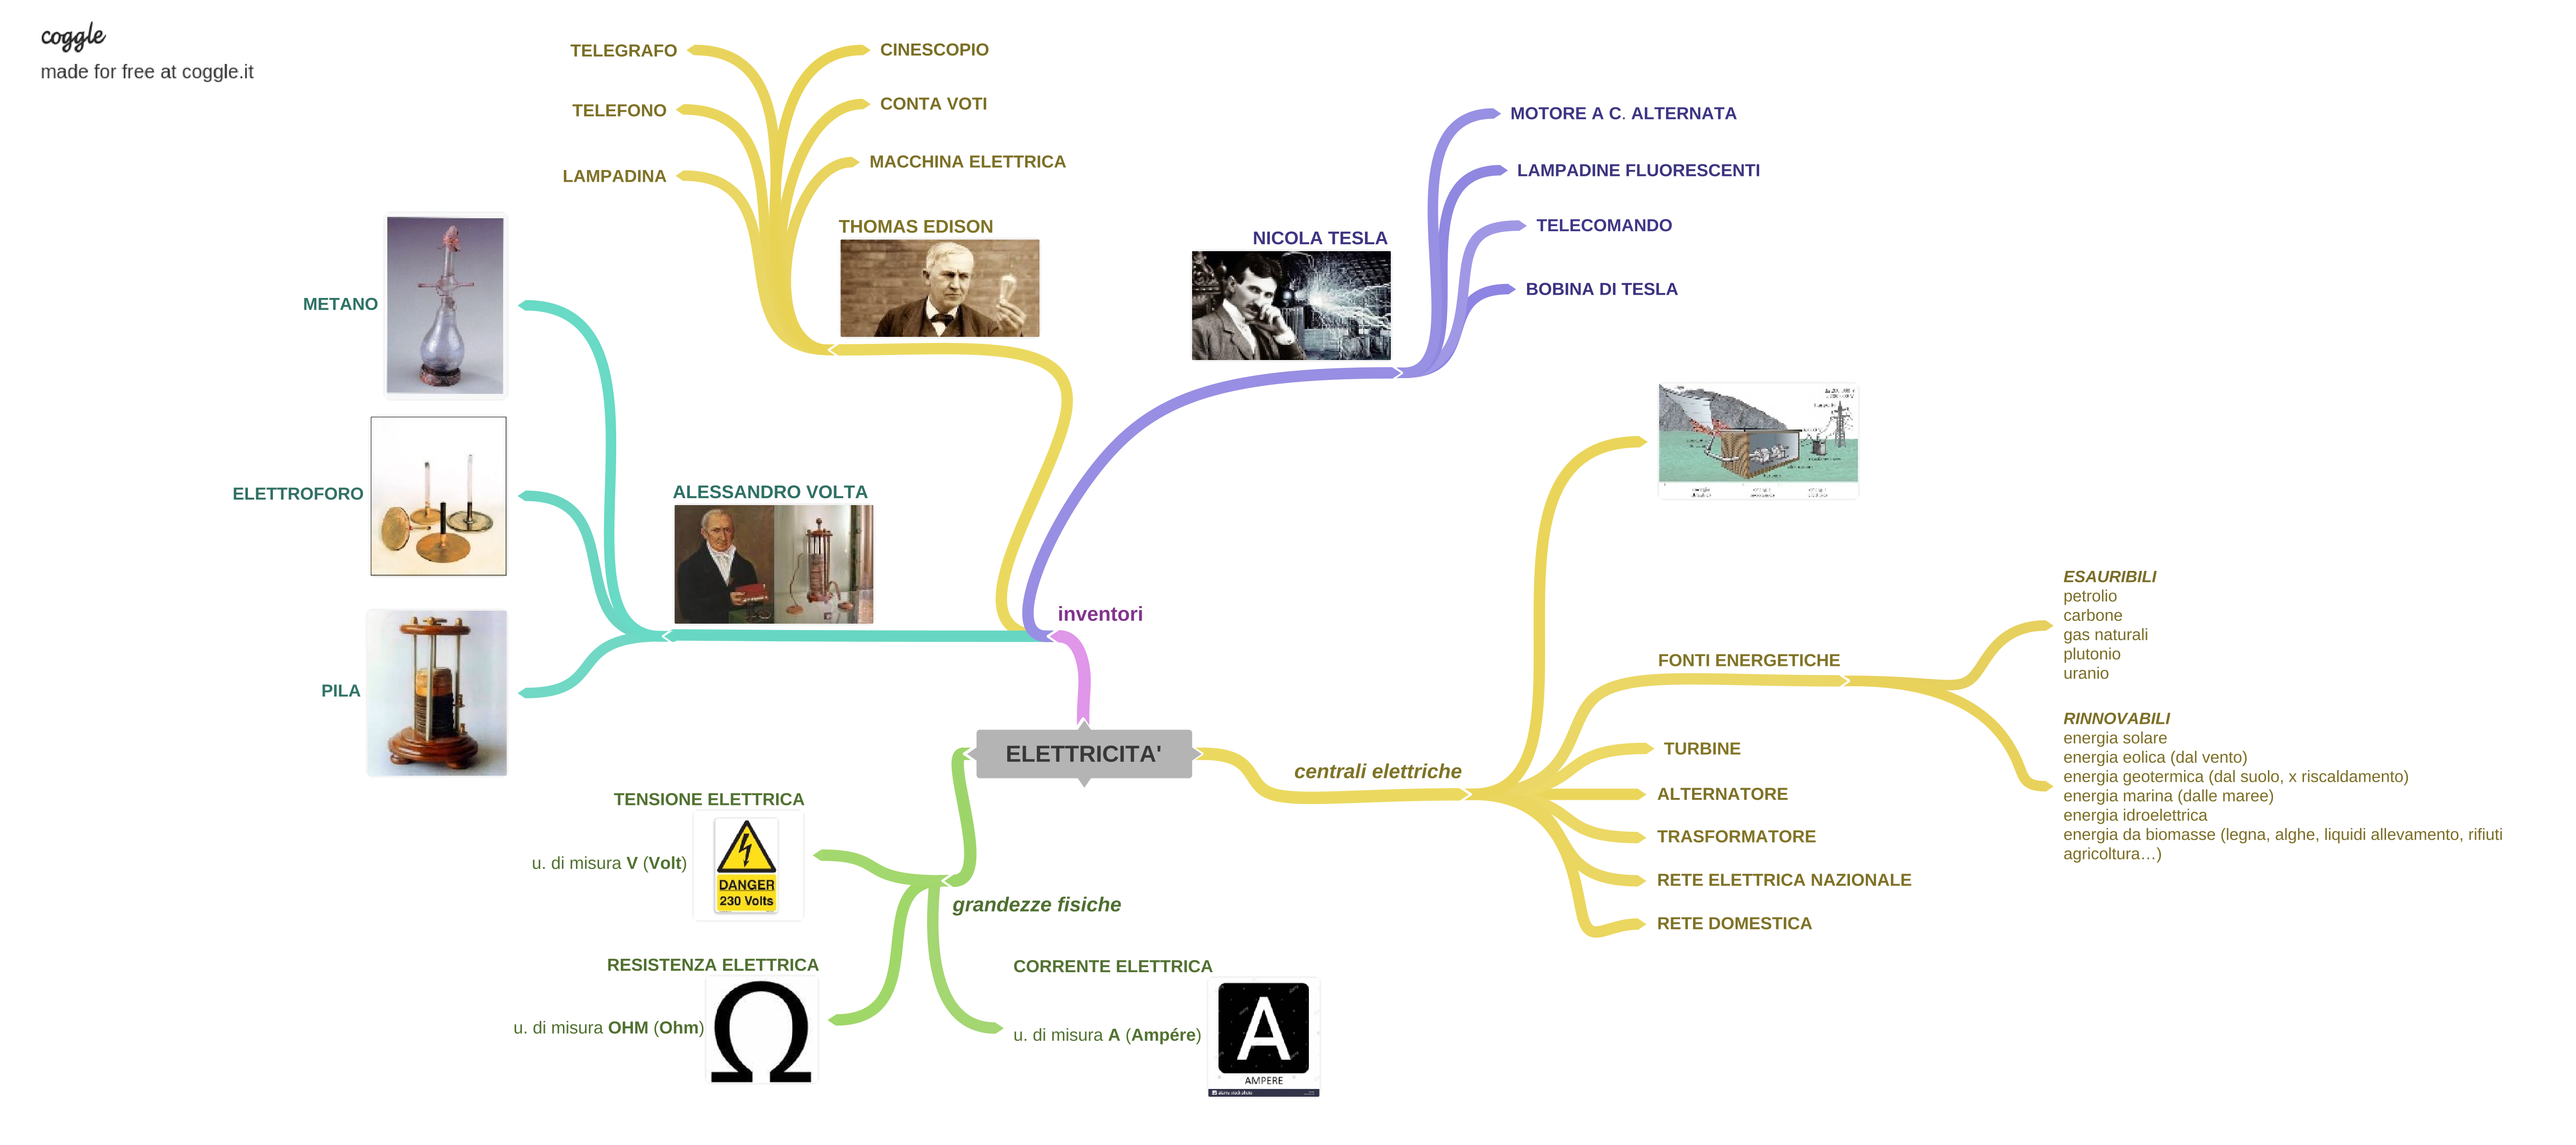 coggle
made for free at coggle.it
TELEGRAFO
TELEFONO
LAMPADINA
CINESCOPIO
CONTA VOTI
MACCHINA ELETTRICA
THOMAS EDISON
NICOLA TESLA
MOTORE A C. ALTERNATA
LAMPADINE FLUORESCENTI
TELECOMANDO
BOBINA DI TESLA
METANO
ELETTROFORO
PILA
ALESSANDRO VOLTA
inventori
ELETTRICITA'
centrali elettriche
FONTI ENERGETICHE
ESAURIBILI
petrolio
carbone
gas naturali
plutonio
uranio
RINNOVABILI
energia solare
energia eolica (dal vento)
energia geotermica (dal suolo, x riscaldamento)
energia marina (dalle maree)
energia idroelettrica
energia da biomasse (legna, alghe, liquidi allevamento, rifiuti
agricoltura…)
TURBINE
ALTERNATORE
TRASFORMATORE
RETE ELETTRICA NAZIONALE
RETE DOMESTICA
grandezze fisiche
TENSIONE ELETTRICA
u. di misura V (Volt)
DANGER
230 Volts
RESISTENZA ELETTRICA
u. di misura OHM (Ohm)
Ω
CORRENTE ELETTRICA
u. di misura A (Ampére)
A
AMPERE